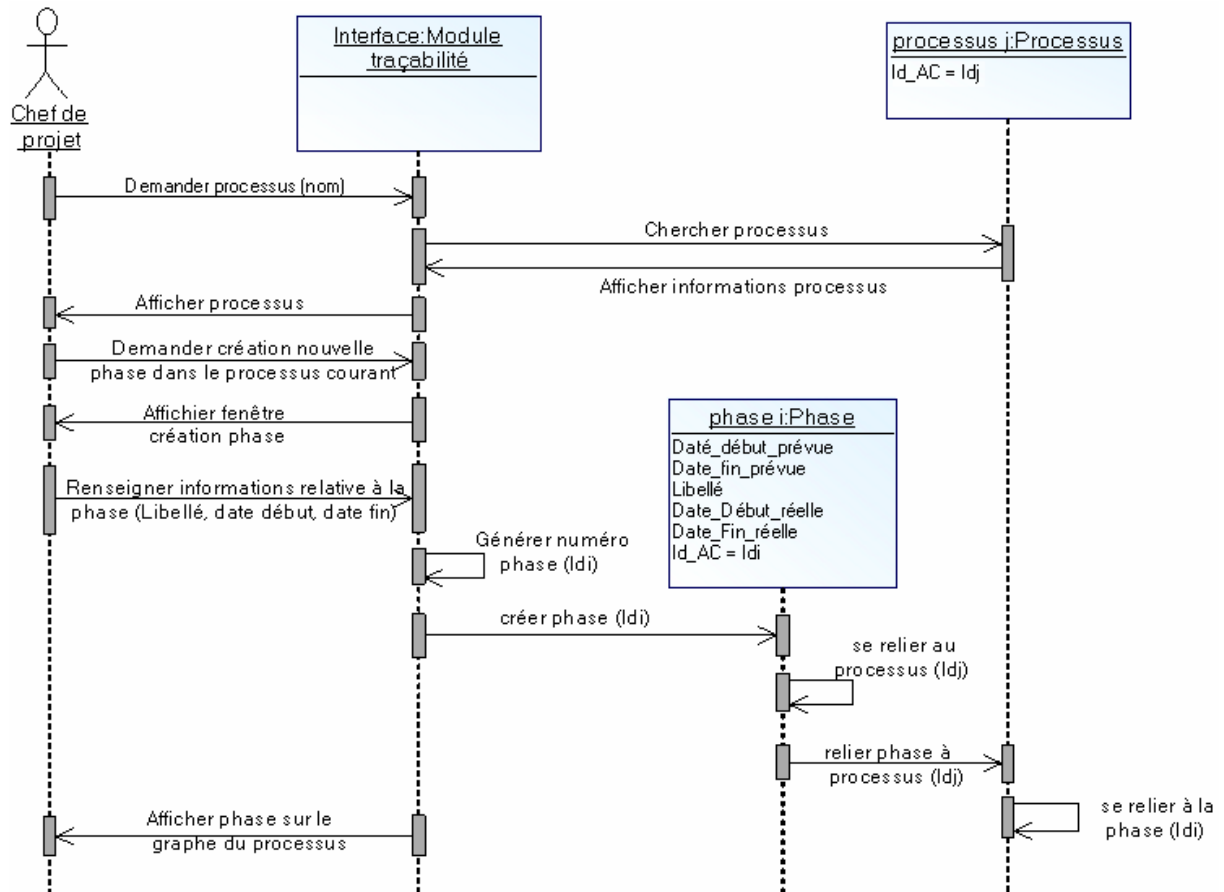 Interface:Module
traçabilité
processus j:Processus
Id_AC = Idj
Chef de
projet
Demander processus (nom)
Chercher processus
Afficher informations processus
Afficher processus
Demander création nouvelle
phase dans le processus courant
Affichier fenêtre
création phase
phase i:Phase
Daté_début_prévue
Date_fin_prévue
Libellé
Date_Début_réelle
Date_Fin_réelle
Id_AC = Idi
Renseigner informations relative à la
phase (Libellé, date début, date fin)
Générer numéro
phase (Idi)
créer phase (Idi)
se relier au
processus (Idj)
relier phase à
processus (Idj)
se relier à la
phase (Idi)
Afficher phase sur le
graphe du processus